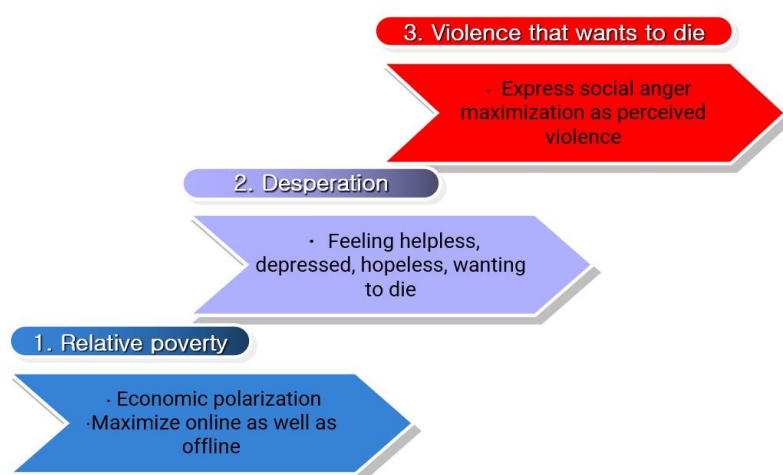 3. Violence that wants to die
· Express social anger
maximization as perceived
violence
2. Desperation
· Feeling helpless,
depressed, hopeless, wanting
to die
1. Relative poverty
· Economic polarization
·Maximize online as well as
offline